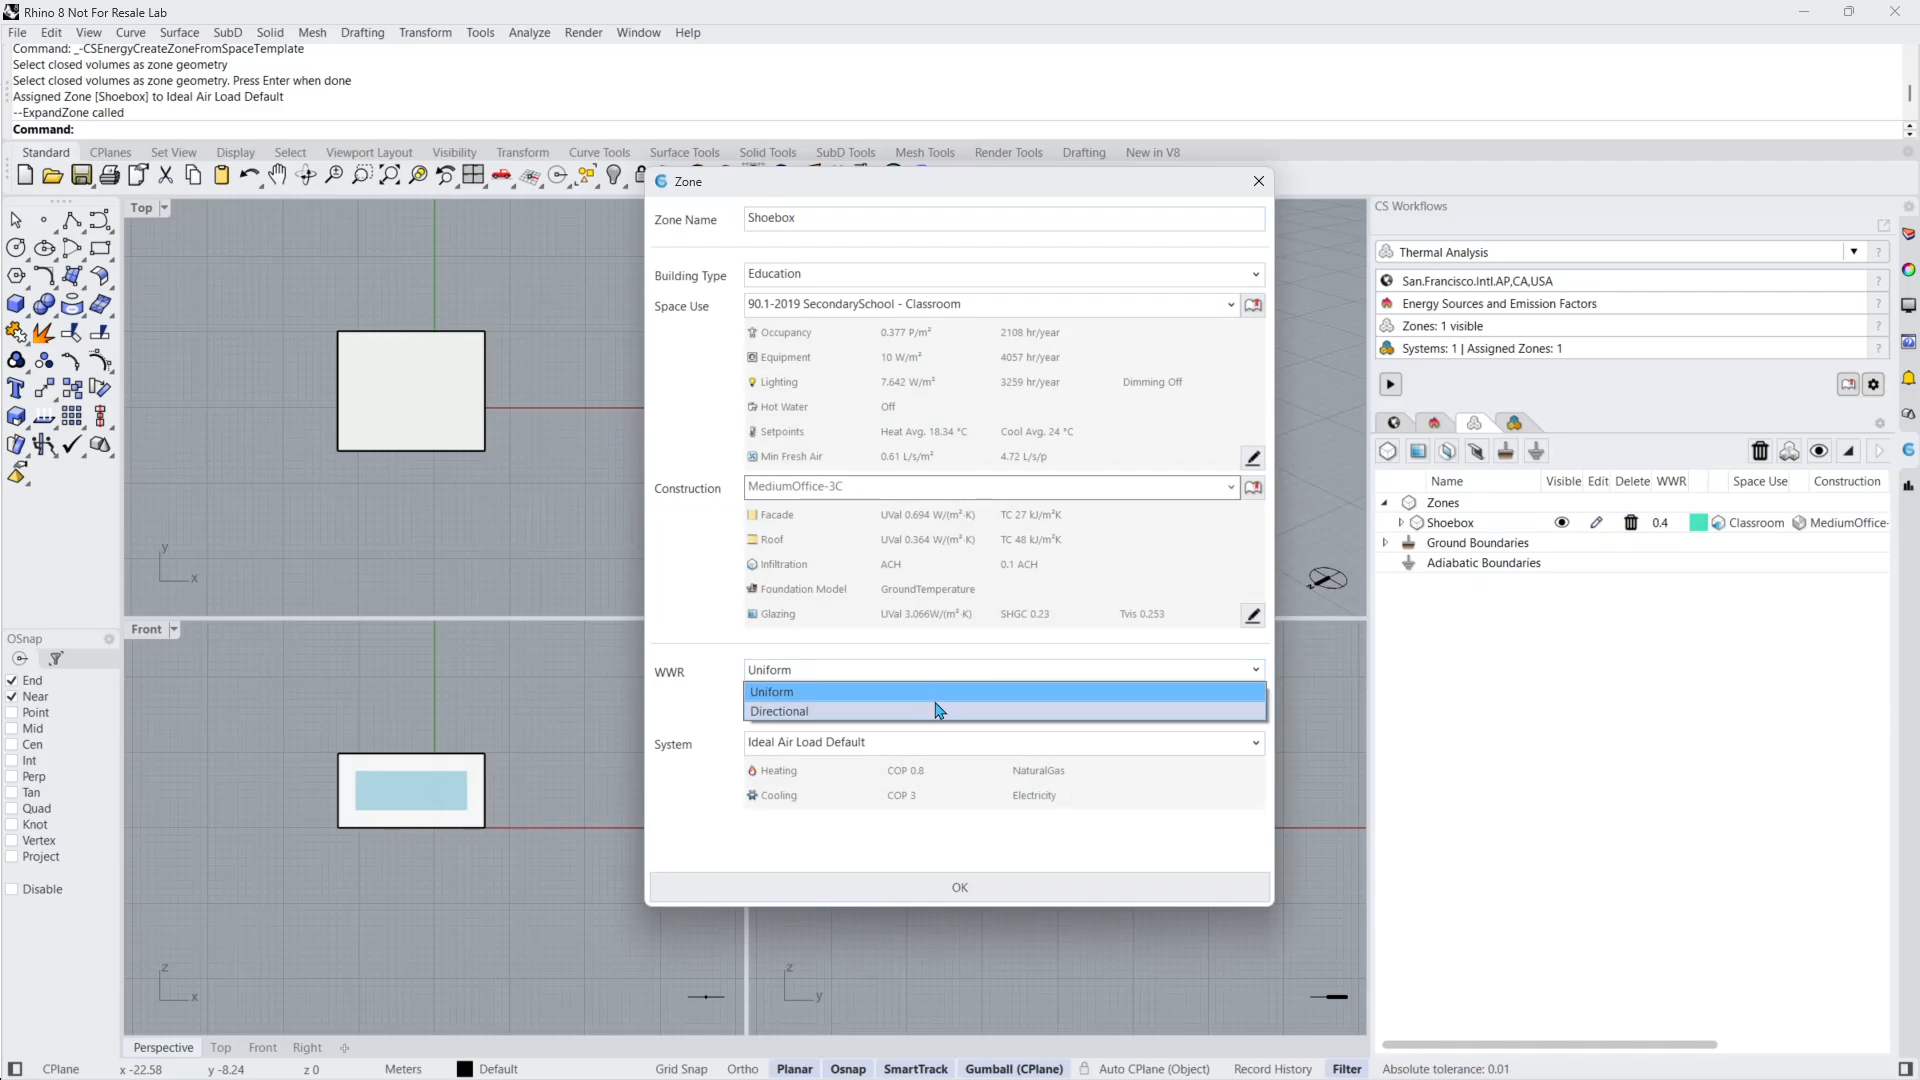 Rhino 8 Not For Resale Lab
File Edit View Curve Surface SubD Solid Mesh Drafting Transform Tools Analyze Render Window Help
Command: _-CSEnergyCreateZoneFromSpaceTemplate
Select closed volumes as zone geometry
Select closed volumes as zone geometry. Press Enter when done
Assigned Zone [Shoebox] to Ideal Air Load Default
--ExpandZone called
Command:
Standard CPlanes Set View Display Select Viewport Layout Visibility Transform Curve Tools Surface Tools Solid Tools SubD Tools Mesh Tools Render Tools Drafting New in V8
Top
y
x
Front
z
x
z
y
OSnap
End
Near
Point
Mid
Cen
Int
Perp
Tan
Quad
Knot
Vertex
Project
Disable
Zone
Zone Name Shoebox
Building Type Education
Space Use 90.1-2019 SecondarySchool - Classroom
Occupancy 0.377 P/m² 2108 hr/year
Equipment 10 W/m² 4057 hr/year
Lighting 7.642 W/m² 3259 hr/year Dimming Off
Hot Water Off
Setpoints Heat Avg. 18.34 °C Cool Avg. 24 °C
Min Fresh Air 0.61 L/s/m² 4.72 L/s/p
Construction MediumOffice-3C
Facade UVal 0.694 W/(m²·K) TC 27 kJ/m²K
Roof UVal 0.364 W/(m²·K) TC 48 kJ/m²K
Infiltration ACH 0.1 ACH
Foundation Model GroundTemperature
Glazing UVal 3.066W/(m²·K) SHGC 0.23 Tvis 0.253
WWR Uniform
Uniform
Directional
System Ideal Air Load Default
Heating COP 0.8 NaturalGas
Cooling COP 3 Electricity
OK
CS Workflows
Thermal Analysis ?
San.Francisco.Intl.AP,CA,USA ?
Energy Sources and Emission Factors ?
Zones: 1 visible ?
Systems: 1 | Assigned Zones: 1 ?
Name Visible Edit Delete WWR Space Use Construction
Zones
Shoebox 0.4 Classroom MediumOffice-
Ground Boundaries
Adiabatic Boundaries
Perspective Top Front Right
CPlane x -22.58 y -8.24 z 0 Meters Default Grid Snap Ortho Planar Osnap SmartTrack Gumball (CPlane) Auto CPlane (Object) Record History Filter Absolute tolerance: 0.01